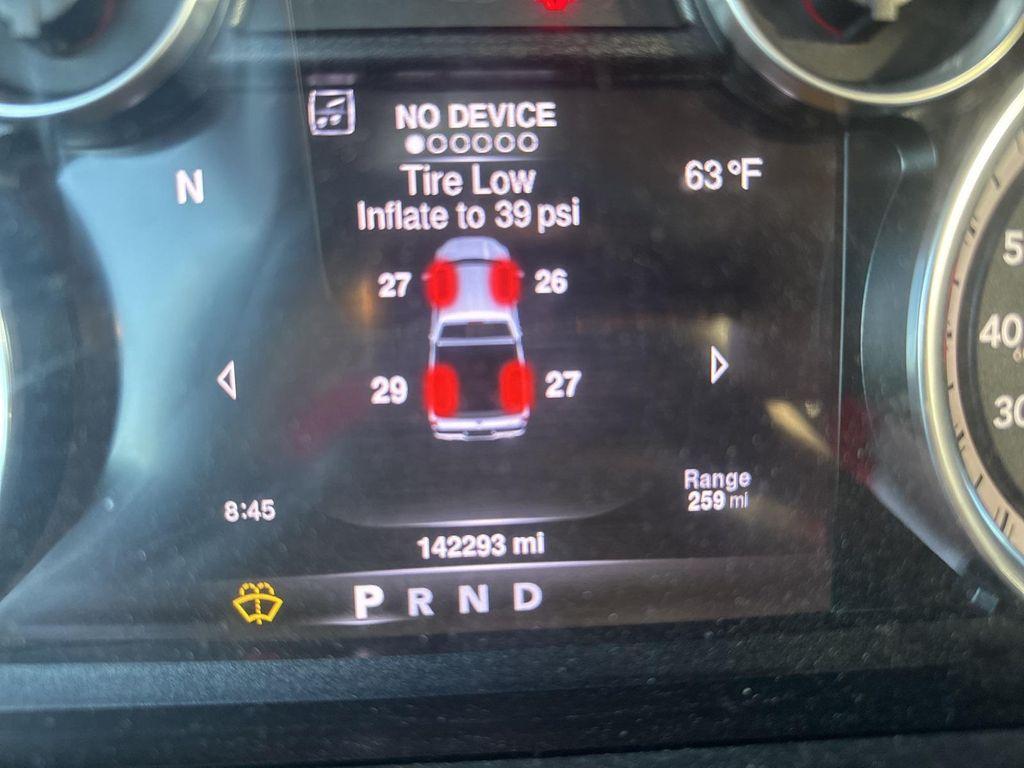 NO DEVICE
N
Tire Low
63 °F
Inflate to 39 psi
27
26
29
27
8:45
Range
259 mi
142293 mi
P R N D
40